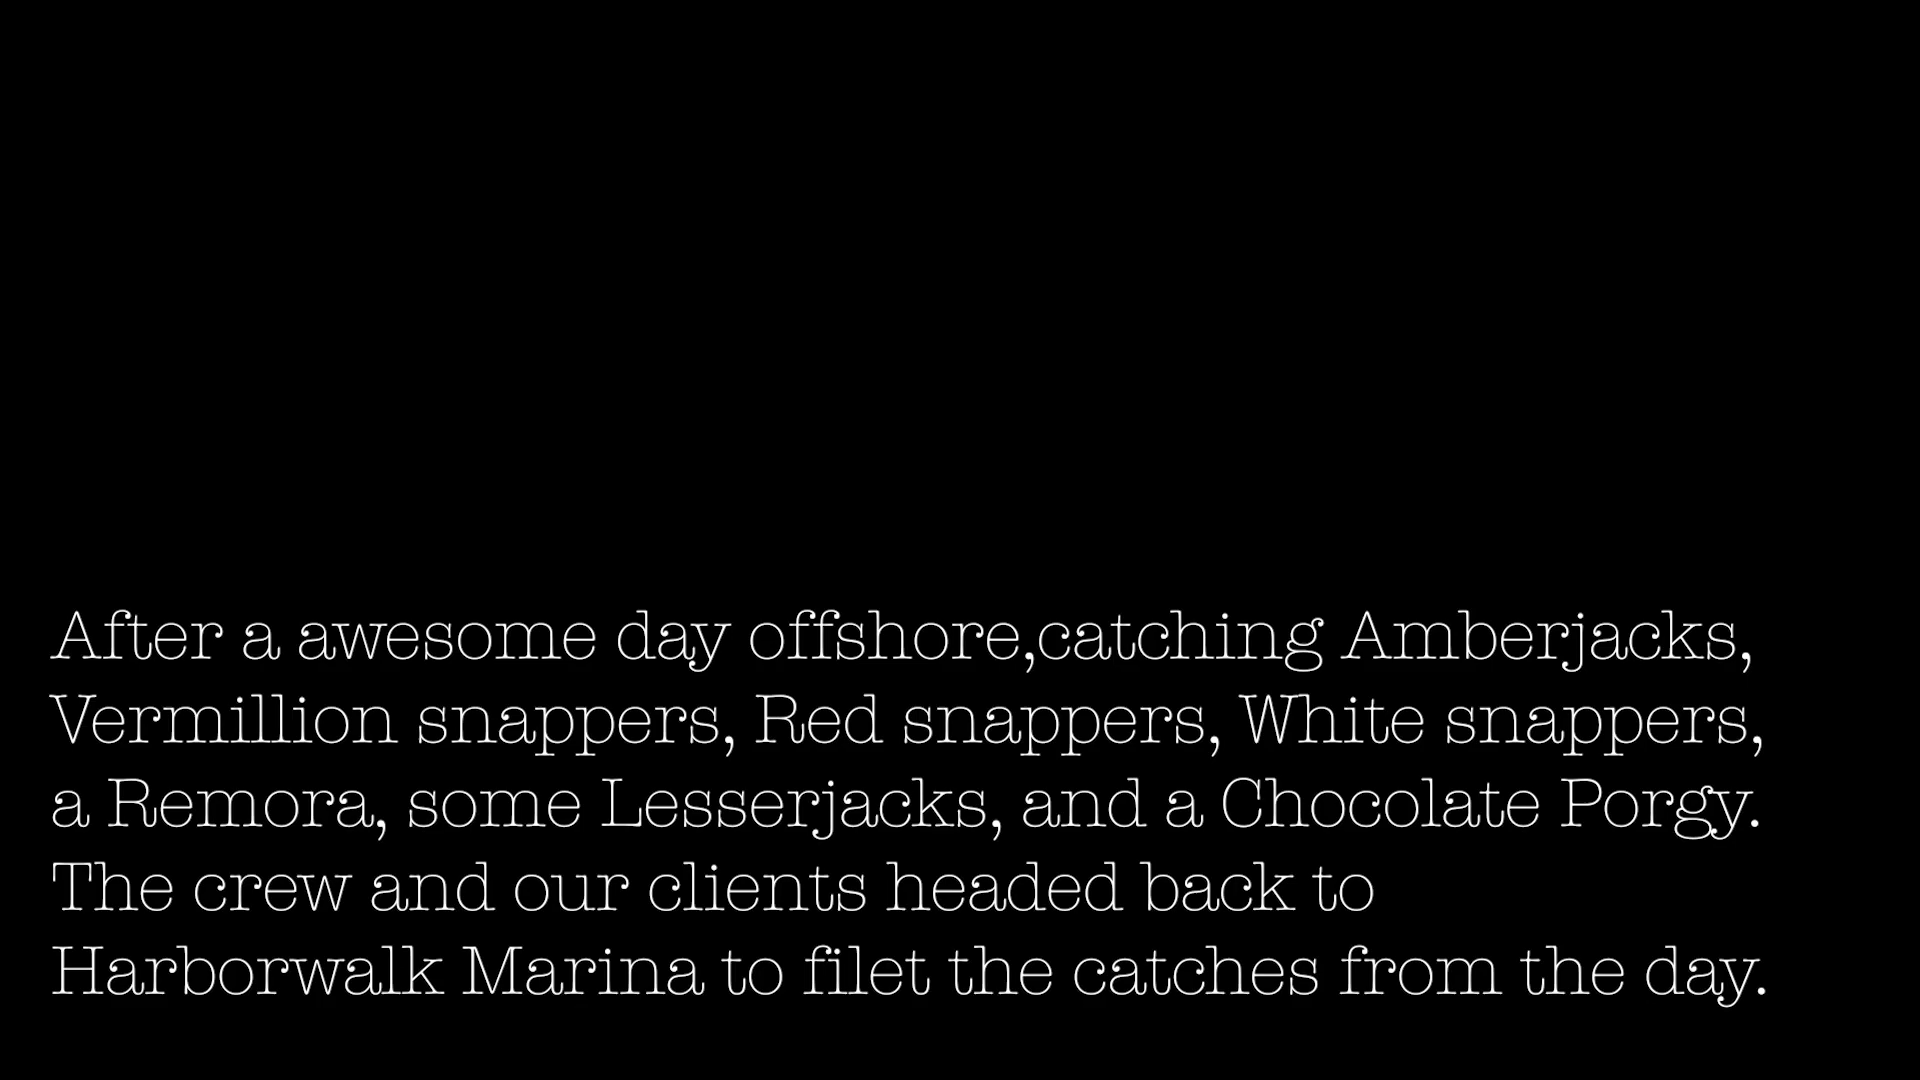 After a awesome day offshore,catching Amberjacks,
Vermillion snappers, Red snappers, White snappers,
a Remora, some Lesserjacks, and a Chocolate Porgy.
The crew and our clients headed back to
Harborwalk Marina to filet the catches from the day.